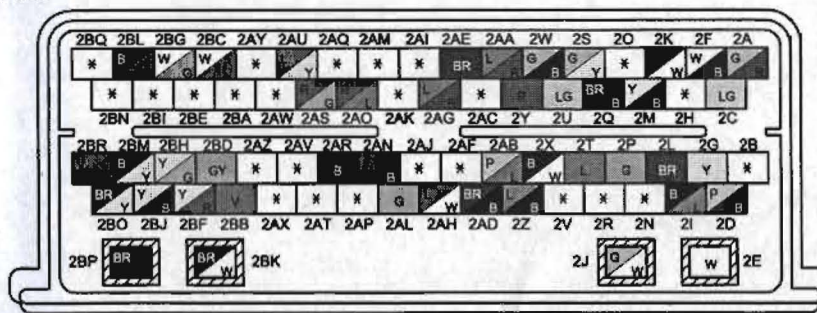 2BQ 2BL 2BG 2BC 2AY 2AU 2AQ 2AM 2AI 2AE 2AA 2W 2S 2O 2K 2F 2A
* B W G W * Y * * * BR L G B G Y * W W B G B
* * * * * G L * L B * LG BR B Y B * LG
2BN 2BI 2BE 2BA 2AW 2AS 2AO 2AK 2AG 2AC 2Y 2U 2Q 2M 2H 2C
2BR 2BM 2BH 2BD 2AZ 2AV 2AR 2AN 2AJ 2AF 2AB 2X 2T 2P 2L 2G 2B
B Y Y G GY * * B * * P L B W L G BR Y *
BR Y Y B Y V * * * G W BR B L B * * * B L P B
2BO 2BJ 2BF 2BB 2AX 2AT 2AP 2AL 2AH 2AD 2Z 2V 2R 2N 2I 2D
2BP BR BR W 2BK 2J G W W 2E